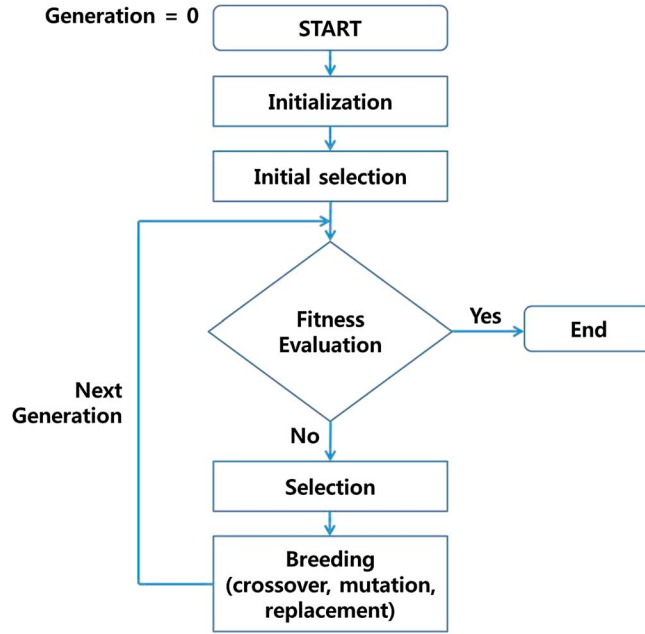 Generation = 0
START
Initialization
Initial selection
Fitness
Evaluation
Yes
End
Next
Generation
No
Selection
Breeding
(crossover, mutation,
replacement)